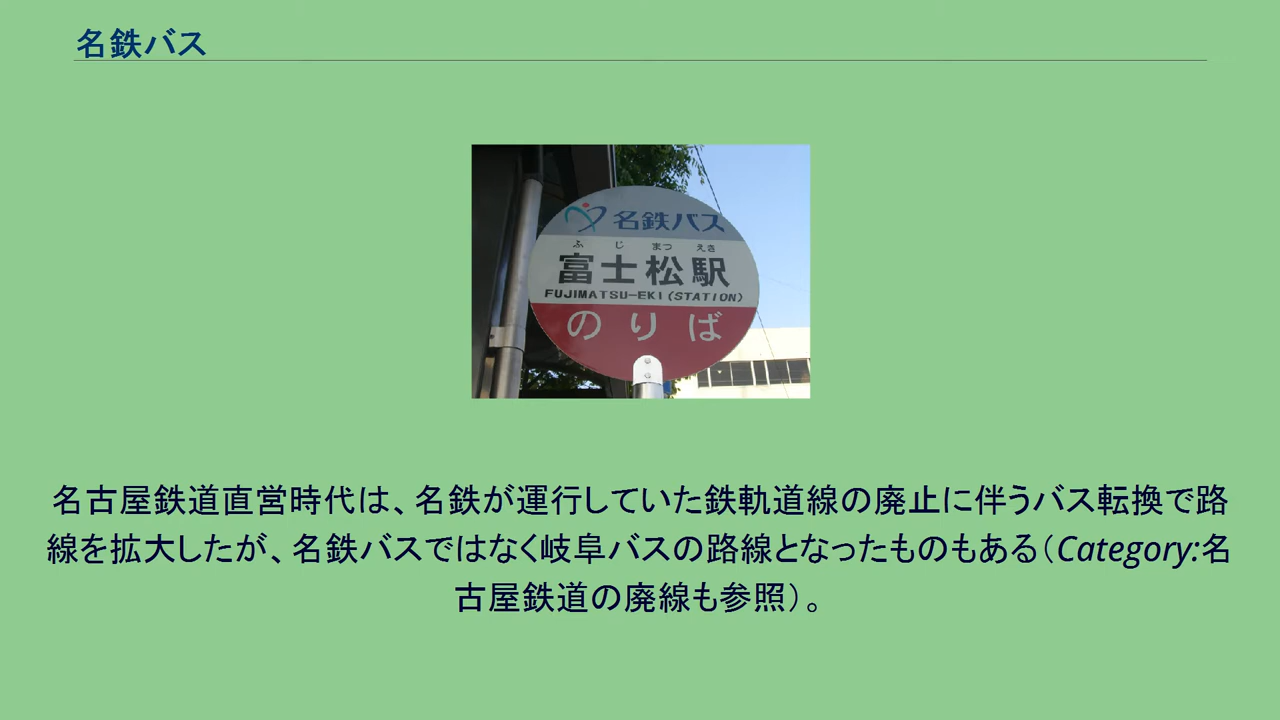 名鉄バス
名鉄バス
ふ じ まつ えき
富士松駅
FUJIMATSU-EKI (STATION)
のりば
名古屋鉄道直営時代は、名鉄が運行していた鉄軌道線の廃止に伴うバス転換で路
線を拡大したが、名鉄バスではなく岐阜バスの路線となったものもある（Category:名
古屋鉄道の廃線も参照）。